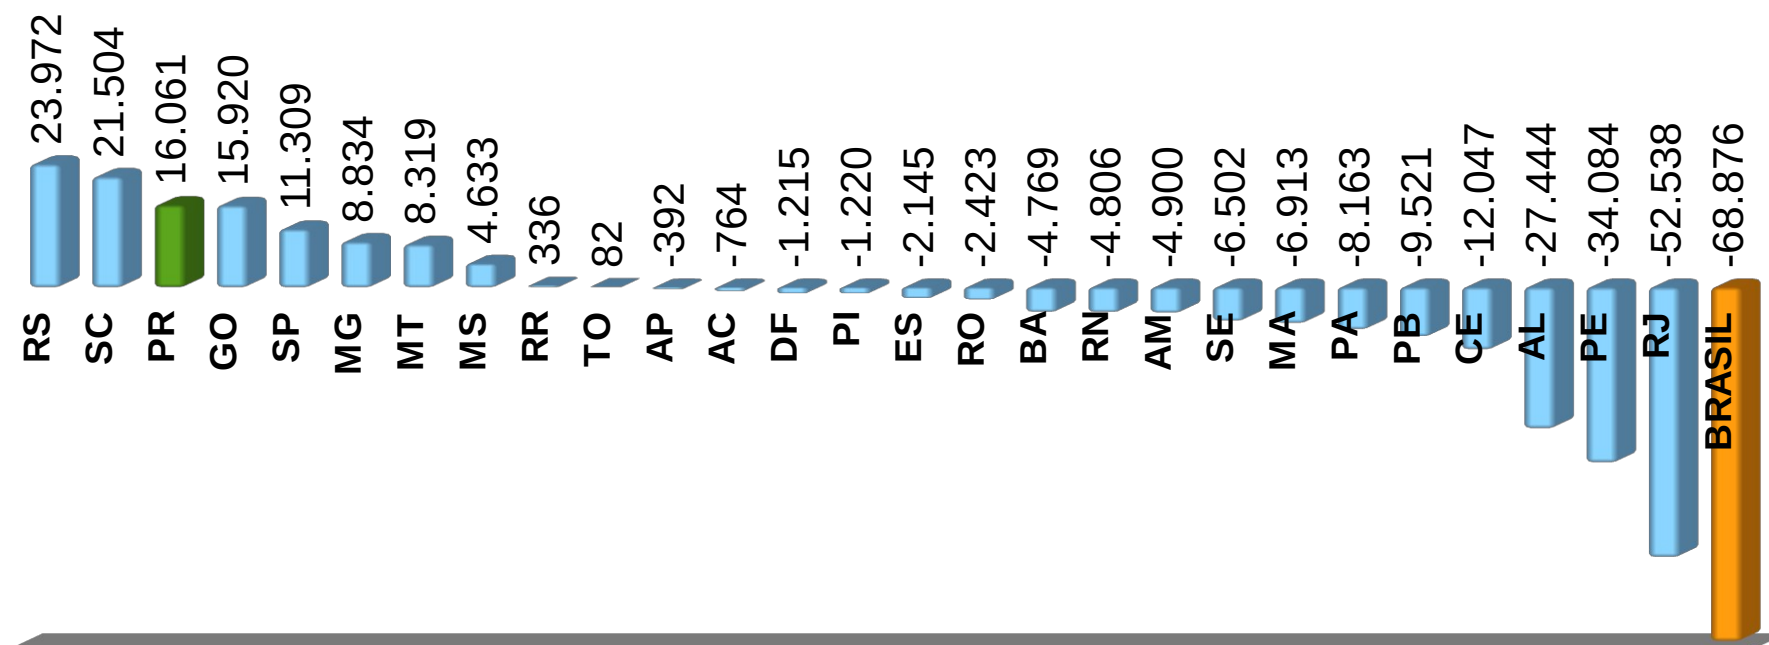 23.972
21.504
16.061
15.920
11.309
8.834
8.319
4.633
336
82
-392
-764
-1.215
-1.220
-2.145
-2.423
-4.769
-4.806
-4.900
-6.502
-6.913
-8.163
-9.521
-12.047
-27.444
-34.084
-52.538
-68.876
RS
SC
PR
GO
SP
MG
MT
MS
RR
TO
AP
AC
DF
PI
ES
RO
BA
RN
AM
SE
MA
PA
PB
CE
AL
PE
RJ
BRASIL